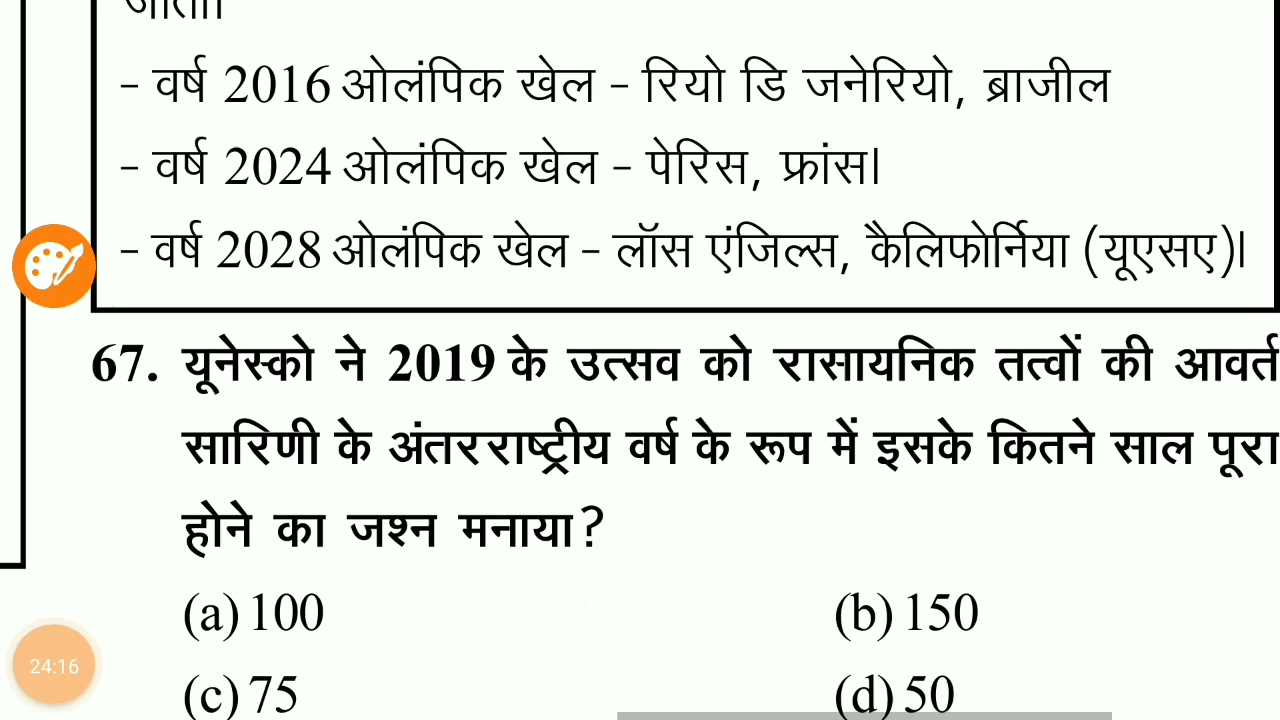 - वर्ष 2016 ओलंपिक खेल - रियो डि जनेरियो, ब्राजील
- वर्ष 2024 ओलंपिक खेल - पेरिस, फ्रांस।
- वर्ष 2028 ओलंपिक खेल - लॉस एंजिल्स, कैलिफोर्निया (यूएसए)।
67. यूनेस्को ने 2019 के उत्सव को रासायनिक तत्वों की आवर्त
सारिणी के अंतरराष्ट्रीय वर्ष के रूप में इसके कितने साल पूरा
होने का जश्न मनाया?
(a) 100 (b) 150
24:16
(c) 75 (d) 50